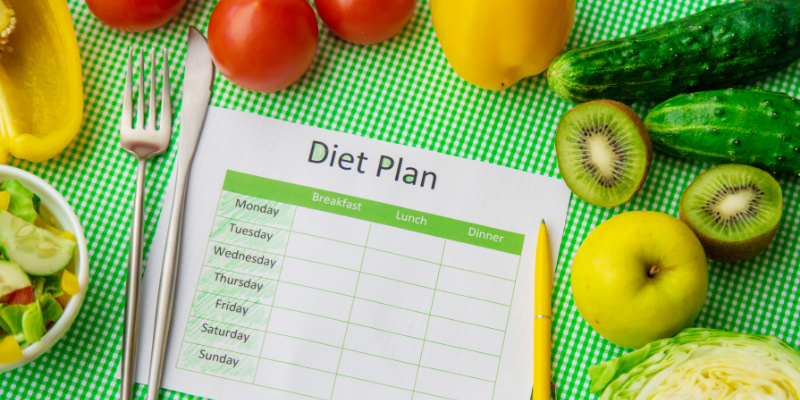 Diet Plan
Breakfast Lunch Dinner
Monday
Tuesday
Wednesday
Thursday
Friday
Saturday
Sunday